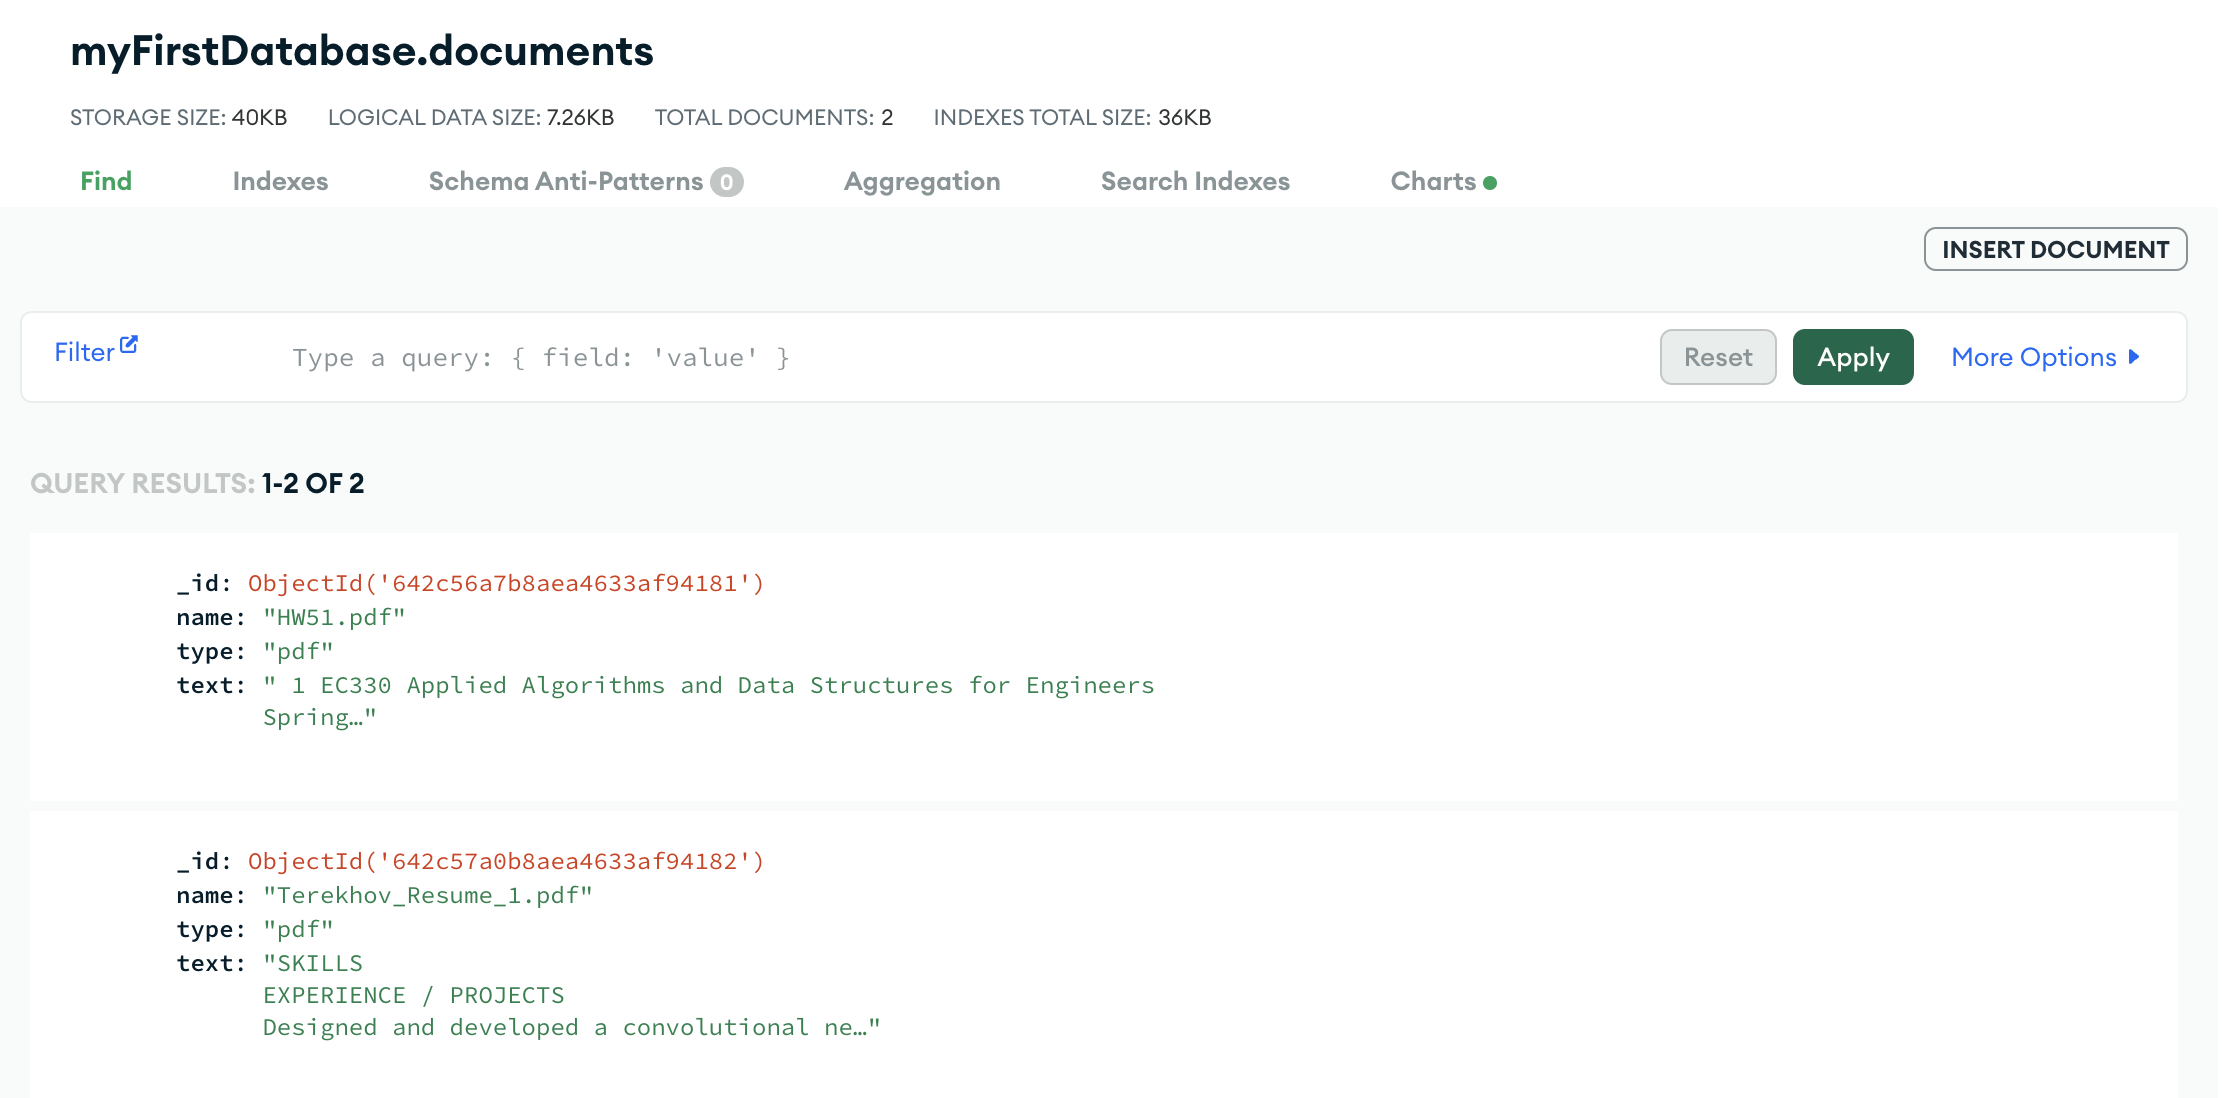 myFirstDatabase.documents
STORAGE SIZE: 40KB LOGICAL DATA SIZE: 7.26KB TOTAL DOCUMENTS: 2 INDEXES TOTAL SIZE: 36KB
Find Indexes Schema Anti-Patterns 0 Aggregation Search Indexes Charts
INSERT DOCUMENT
Filter Type a query: { field: 'value' } Reset Apply More Options
QUERY RESULTS: 1-2 OF 2
_id: ObjectId('642c56a7b8aea4633af94181')
name: "HW51.pdf"
type: "pdf"
text: " 1 EC330 Applied Algorithms and Data Structures for Engineers
Spring…"
_id: ObjectId('642c57a0b8aea4633af94182')
name: "Terekhov_Resume_1.pdf"
type: "pdf"
text: "SKILLS
EXPERIENCE / PROJECTS
Designed and developed a convolutional ne…"